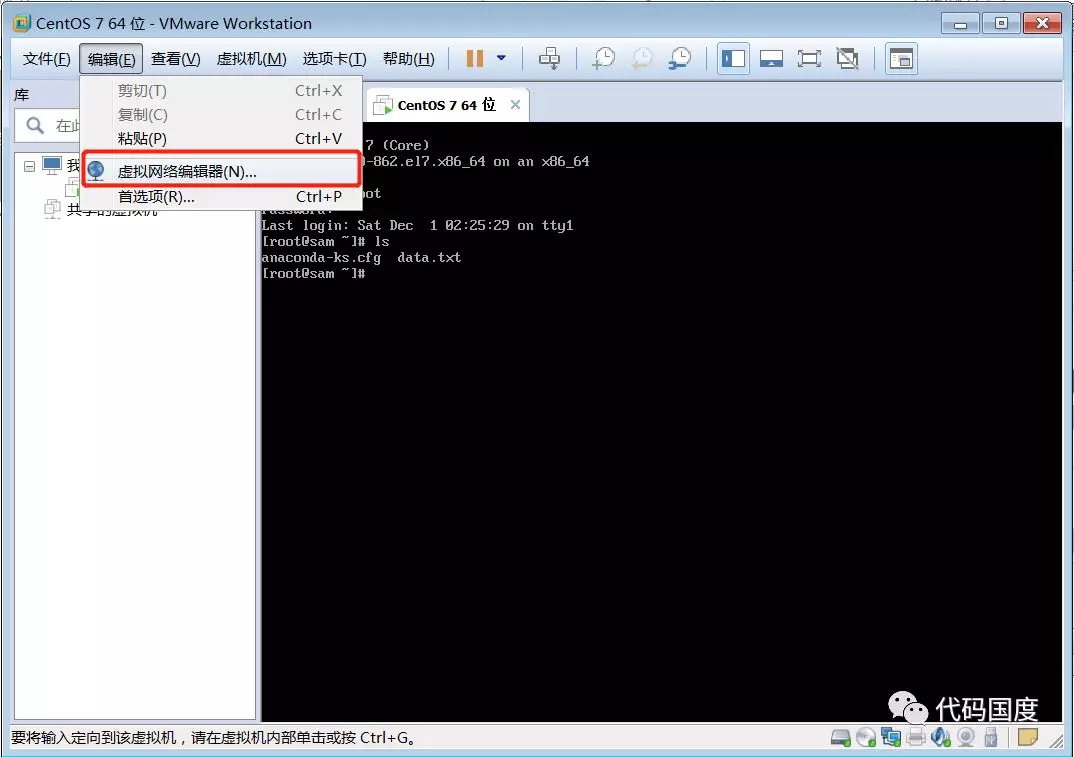 CentOS 7 64 位 - VMware Workstation
文件(F) 编辑(E) 查看(V) 虚拟机(M) 选项卡(T) 帮助(H)
库
剪切(T) Ctrl+X
复制(C) Ctrl+C
粘贴(P) Ctrl+V
虚拟网络编辑器(N)...
首选项(R)... Ctrl+P
在此
我
共享的虚拟机
CentOS 7 64 位
7 (Core)
-862.el7.x86_64 on an x86_64
ot
Password:
Last login: Sat Dec 1 02:25:29 on tty1
[root@sam ~]# ls
anaconda-ks.cfg data.txt
[root@sam ~]#
代码国度
要将输入定向到该虚拟机，请在虚拟机内部单击或按 Ctrl+G。